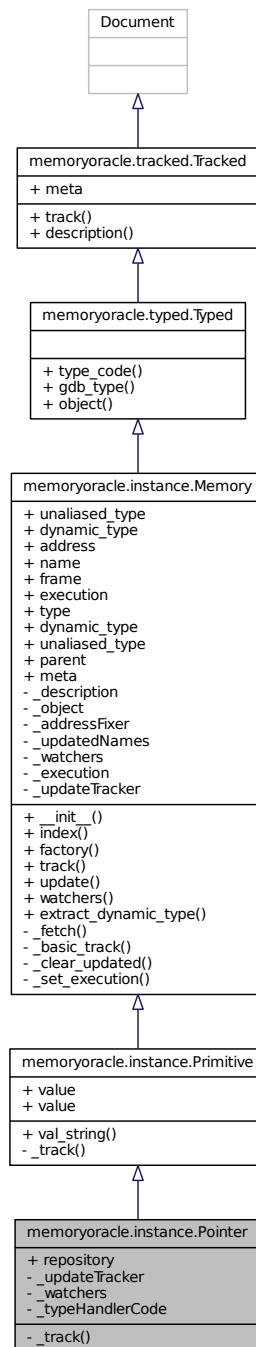 Document
memoryoracle.tracked.Tracked
+ meta
+ track()
+ description()
memoryoracle.typed.Typed
+ type_code()
+ gdb_type()
+ object()
memoryoracle.instance.Memory
+ unaliased_type
+ dynamic_type
+ address
+ name
+ frame
+ execution
+ type
+ dynamic_type
+ unaliased_type
+ parent
+ meta
- _description
- _object
- _addressFixer
- _updatedNames
- _watchers
- _execution
- _updateTracker
+ __init__()
+ index()
+ factory()
+ track()
+ update()
+ watchers()
+ extract_dynamic_type()
- _fetch()
- _basic_track()
- _clear_updated()
- _set_execution()
memoryoracle.instance.Primitive
+ value
+ value
+ val_string()
- _track()
memoryoracle.instance.Pointer
+ repository
- _updateTracker
- _watchers
- _typeHandlerCode
- _track()